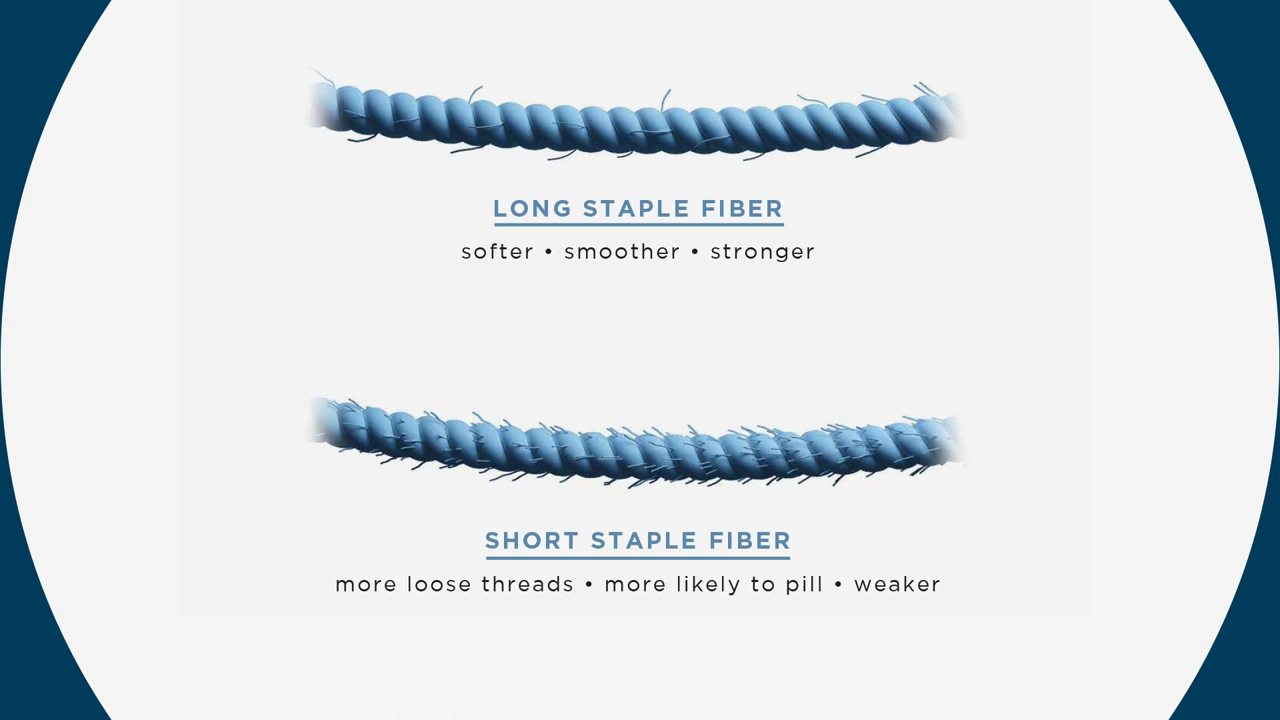 LONG STAPLE FIBER
softer • smoother • stronger
SHORT STAPLE FIBER
more loose threads • more likely to pill • weaker